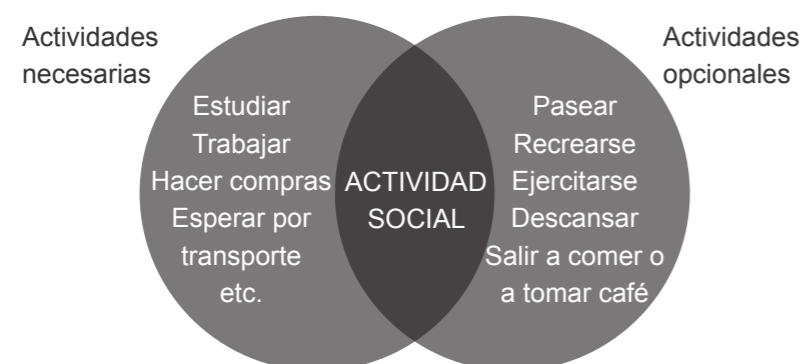 Actividades
necesarias
Estudiar
Trabajar
Hacer compras
Esperar por
transporte
etc.
ACTIVIDAD
SOCIAL
Actividades
opcionales
Pasear
Recrearse
Ejercitarse
Descansar
Salir a comer o
a tomar café